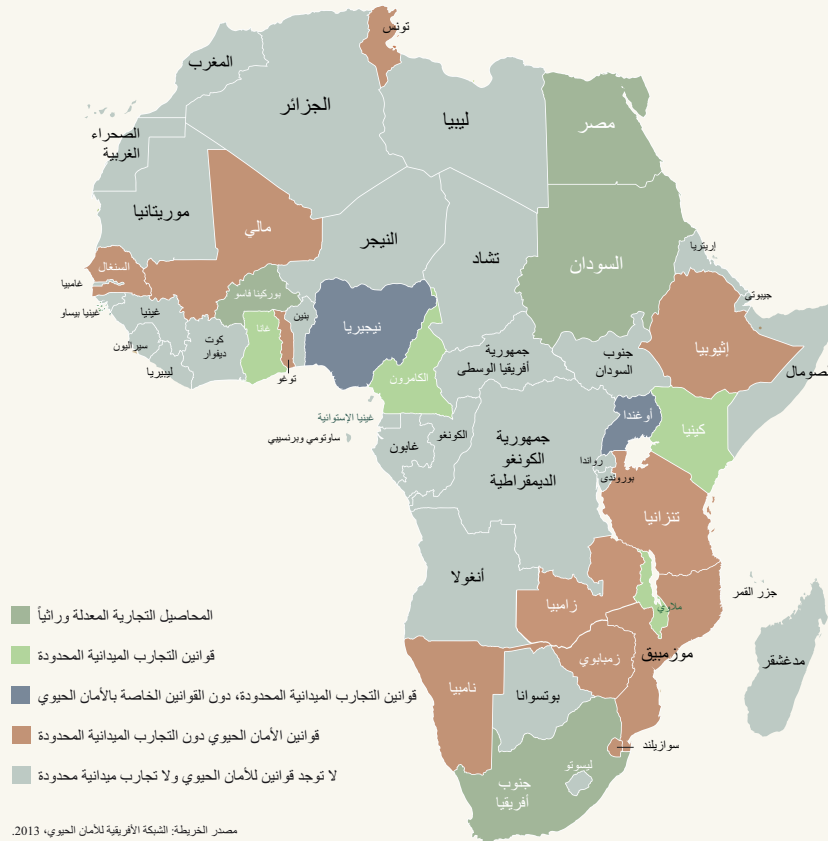 تونس
المغرب
الجزائر
ليبيا
مصر
الصحراء
الغربية
موريتانيا
مالي
النيجر
تشاد
السودان
إريتريا
السنغال
غامبيا
جيبوتي
بوركينا فاسو
غينيا بيساو
غينيا
بنين
نيجيريا
غانا
كوت
ديفوار
سيراليون
ليبيريا
توغو
الكامرون
جمهورية
أفريقيا الوسطى
جنوب
السودان
إثيوبيا
الصومال
غينيا الإستوائية
ساوتومي وبرنسيبي
غابون
الكونغو
جمهورية
الكونغو
الديمقراطية
أوغندا
كينيا
رواندا
بوروندى
تنزانيا
أنغولا
زامبيا
ملاوي
جزر القمر
موزمبيق
مدغشقر
زمبابوي
نامبيا
بوتسوانا
سوازيلند
ليسوتو
جنوب
أفريقيا
المحاصيل التجارية المعدلة وراثياً
قوانين التجارب الميدانية المحدودة
قوانين التجارب الميدانية المحدودة، دون القوانين الخاصة بالأمان الحيوي
قوانين الأمان الحيوي دون التجارب الميدانية المحدودة
لا توجد قوانين للأمان الحيوي ولا تجارب ميدانية محدودة
مصدر الخريطة: الشبكة الأفريقية للأمان الحيوي، 2013.